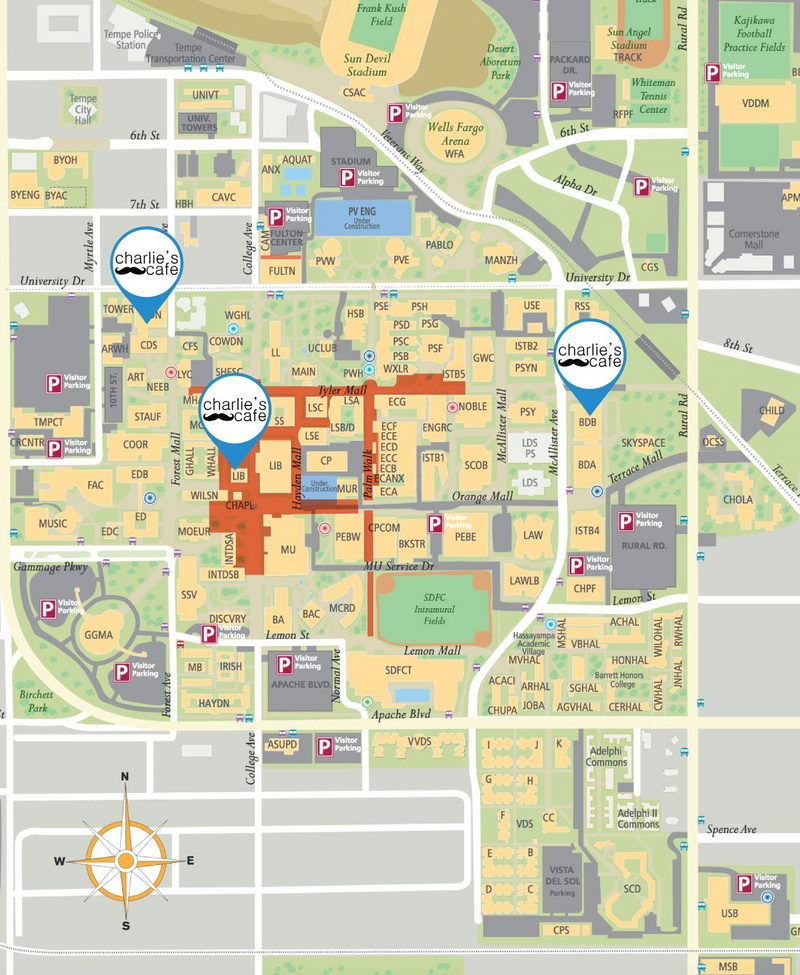 Frank Kush
Field
Track
Rural Rd
Tempe Police
Station
Tempe
Transportation Center
Sun Devil
Stadium
Desert
Arboretum
Park
PACKARD
DR.
Sun Angel
Stadium
TRACK
Kajikawa
Football
Practice Fields
Visitor
Parking
CSAC
UNIVT
UNIV.
TOWERS
Tempe
City
Hall
Visitor
Parking
Visitor
Parking
Whiteman
Tennis
Center
RFPF
VDDM
6th St
Veterans Way
Wells Fargo
Arena
WFA
6th St
BYOH
BYENG
BYAC
HBH
CAVC
ANX
AQUAT
STADIUM
Visitor
Parking
Alpha Dr
Visitor
Parking
APM
7th St
Myrtle Ave
College Ave
Visitor
Parking
CAM
FULTON
CENTER
FULTN
PV ENG
Under
Construction
PVW
PVE
PABLO
MANZH
CGS
Cornerstone
Mall
charlie's
cafe
University Dr
University Dr
TOWER
CDS
ARWH
CFS
WGHL
COWDN
SHESC
LL
UCLUB
MAIN
HSB
PSE
PSH
PSD
PSG
PSC
PSB
PSF
PWH
WXLR
GWC
USE
ISTB2
PSYN
RSS
charlie's
cafe
8th St
Visitor
Parking
10TH ST.
ART
NEEB
LYC
ISTB5
Tyler Mall
charlie's
cafe
STAUF
TMPCT
CRCNTR
Visitor
Parking
COOR
Forest Mall
GHALL
WHALL
SS
LSC
LSA
LSE
LSB/D
ECG
ECF
ECE
ECD
ECC
ECB
ECANX
ECA
ENGRC
NOBLE
McAllister Mall
PSY
LDS
PS
LDS
McAllister Ave
BDB
BDA
SKYSPACE
Terrace Mall
Rural Rd
CHILD
DCSS
Terrace
CHOLA
CAF
EDB
LIB
LIB
CP
Hayden Mall
Under
Construction
MUR
Palm Walk
ISTB1
SCOB
Orange Mall
MUSIC
EDC
ED
WILSN
CHAPL
MOEUR
INTDSA
INTDSB
MU
PEBW
CPCOM
BKSTR
Visitor
Parking
PEBE
LAW
ISTB4
Visitor
Parking
RURAL RD.
Gammage Pkwy
MU Service Dr
LAWLB
Visitor
Parking
CHPF
Lemon St
Visitor
Parking
GGMA
SSV
DISCVRY
Visitor
Parking
BA
BAC
MCRD
SDFC
Intramural
Fields
Lemon St
Lemon Mall
Hassayampa
Academic
Village
MSHAL
ACHAL
VBHAL
WILOHAL
RWHAL
MVHAL
HONHAL
Barrett Honors
College
NHAL
CWHAL
ACACI
ARHAL
SGHAL
CHUPA
JOBA
AGVHAL
CERHAL
Visitor
Parking
Birchett
Park
Forest Ave
MB
IRISH
HAYDN
Visitor
Parking
APACHE BLVD.
Normal Ave
SDFCT
Apache Blvd
College Ave
ASUPD
Visitor
Parking
VVDS
I
J
K
G
H
F
VDS
CC
E
B
D
C
Adelphi
Commons
Adelphi II
Commons
VISTA
DEL SOL
Parking
SCD
CPS
Spence Ave
Visitor
Parking
USB
MSB
N
W
E
S